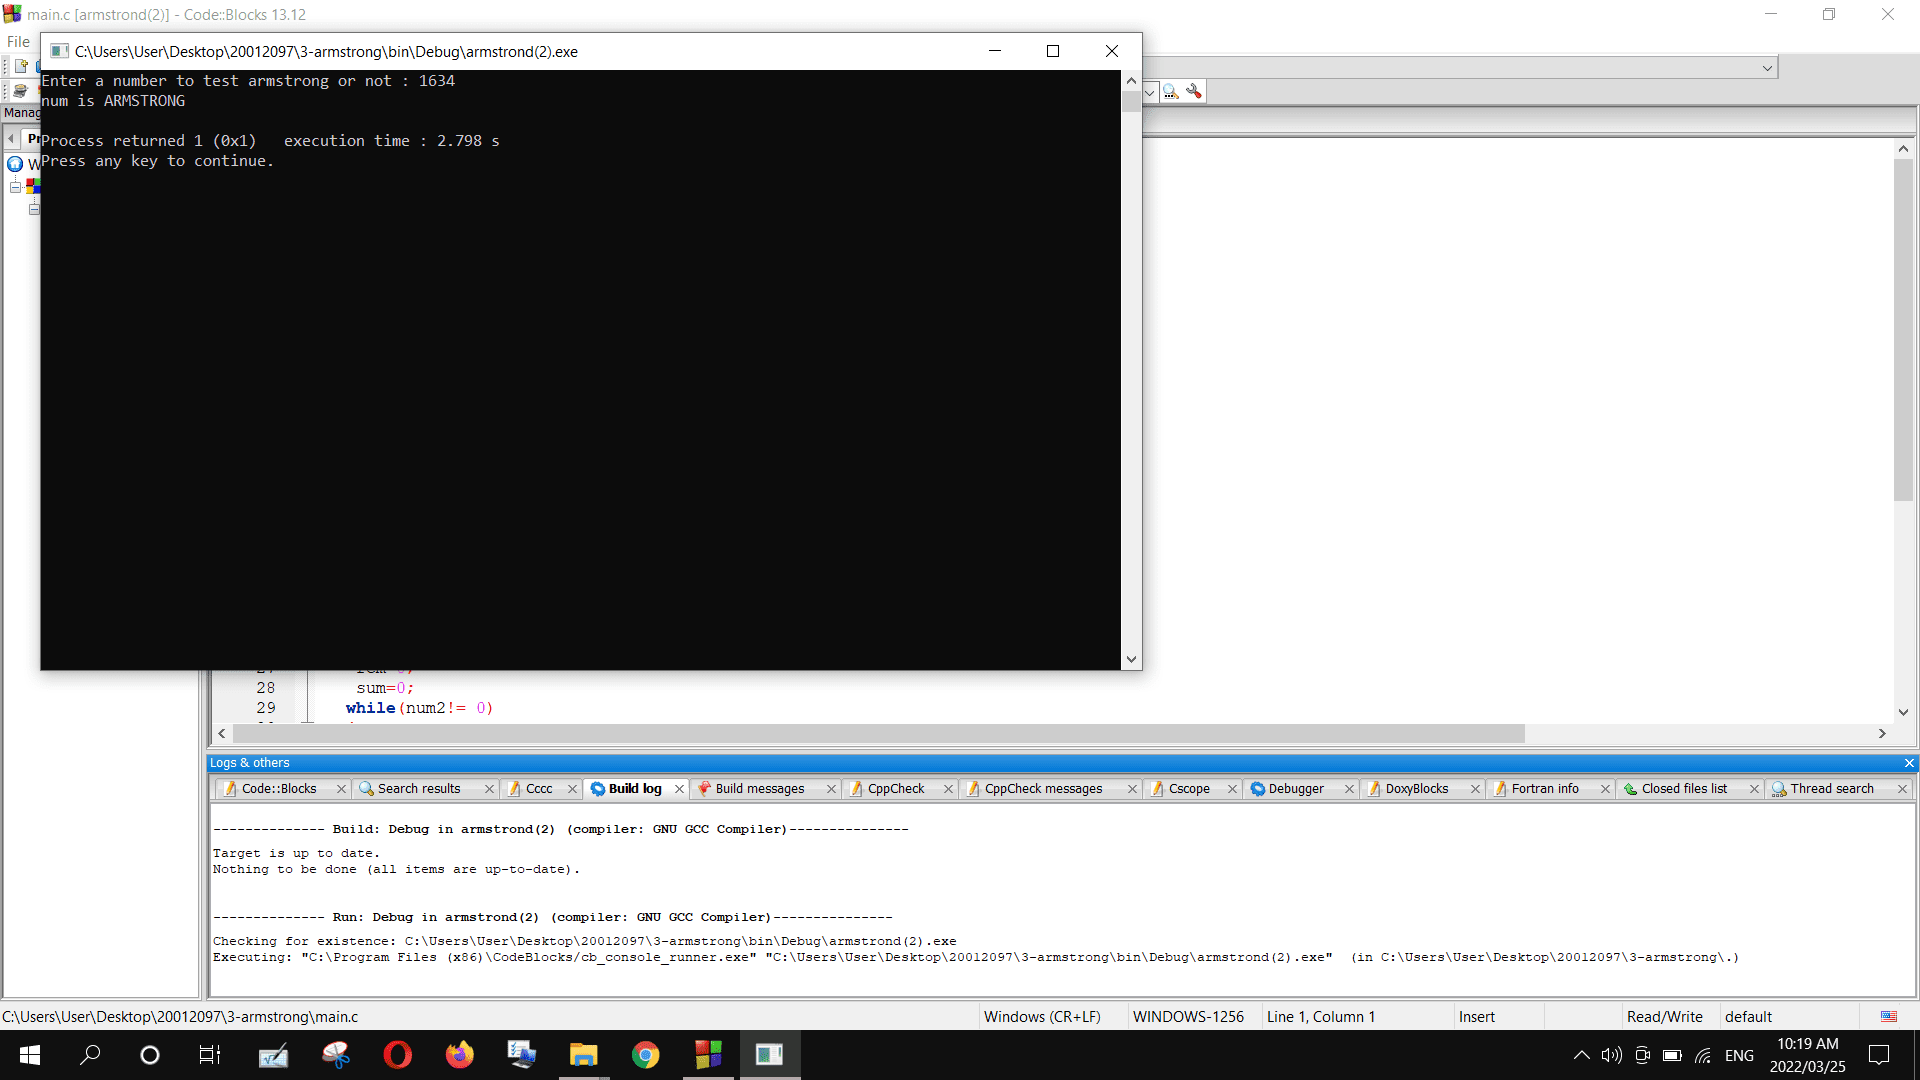 main.c [armstrond(2)] - Code::Blocks 13.12
File
C:\Users\User\Desktop\20012097\3-armstrong\bin\Debug\armstrond(2).exe
Enter a number to test armstrong or not : 1634
num is ARMSTRONG
Process returned 1 (0x1)   execution time : 2.798 s
Press any key to continue.
Manag
Pr
W
28 sum=0;
29 while(num2!= 0)
Logs & others
Code::Blocks Search results Cccc Build log Build messages CppCheck CppCheck messages Cscope Debugger DoxyBlocks Fortran info Closed files list Thread search
-------------- Build: Debug in armstrond(2) (compiler: GNU GCC Compiler)---------------
Target is up to date.
Nothing to be done (all items are up-to-date).
-------------- Run: Debug in armstrond(2) (compiler: GNU GCC Compiler)---------------
Checking for existence: C:\Users\User\Desktop\20012097\3-armstrong\bin\Debug\armstrond(2).exe
Executing: "C:\Program Files (x86)\CodeBlocks/cb_console_runner.exe" "C:\Users\User\Desktop\20012097\3-armstrong\bin\Debug\armstrond(2).exe"  (in C:\Users\User\Desktop\20012097\3-armstrong\.)
C:\Users\User\Desktop\20012097\3-armstrong\main.c Windows (CR+LF) WINDOWS-1256 Line 1, Column 1 Insert Read/Write default
ENG
10:19 AM
2022/03/25